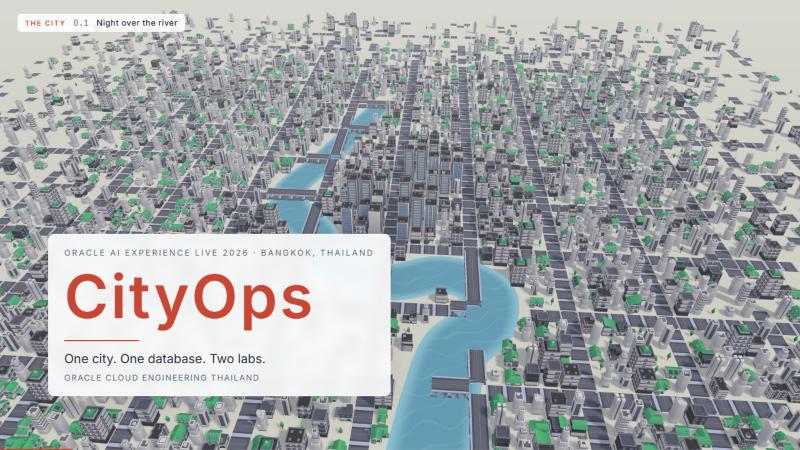 THE CITY 0.1 Night over the river
ORACLE AI EXPERIENCE LIVE 2026 · BANGKOK, THAILAND
CityOps
One city. One database. Two labs.
ORACLE CLOUD ENGINEERING THAILAND